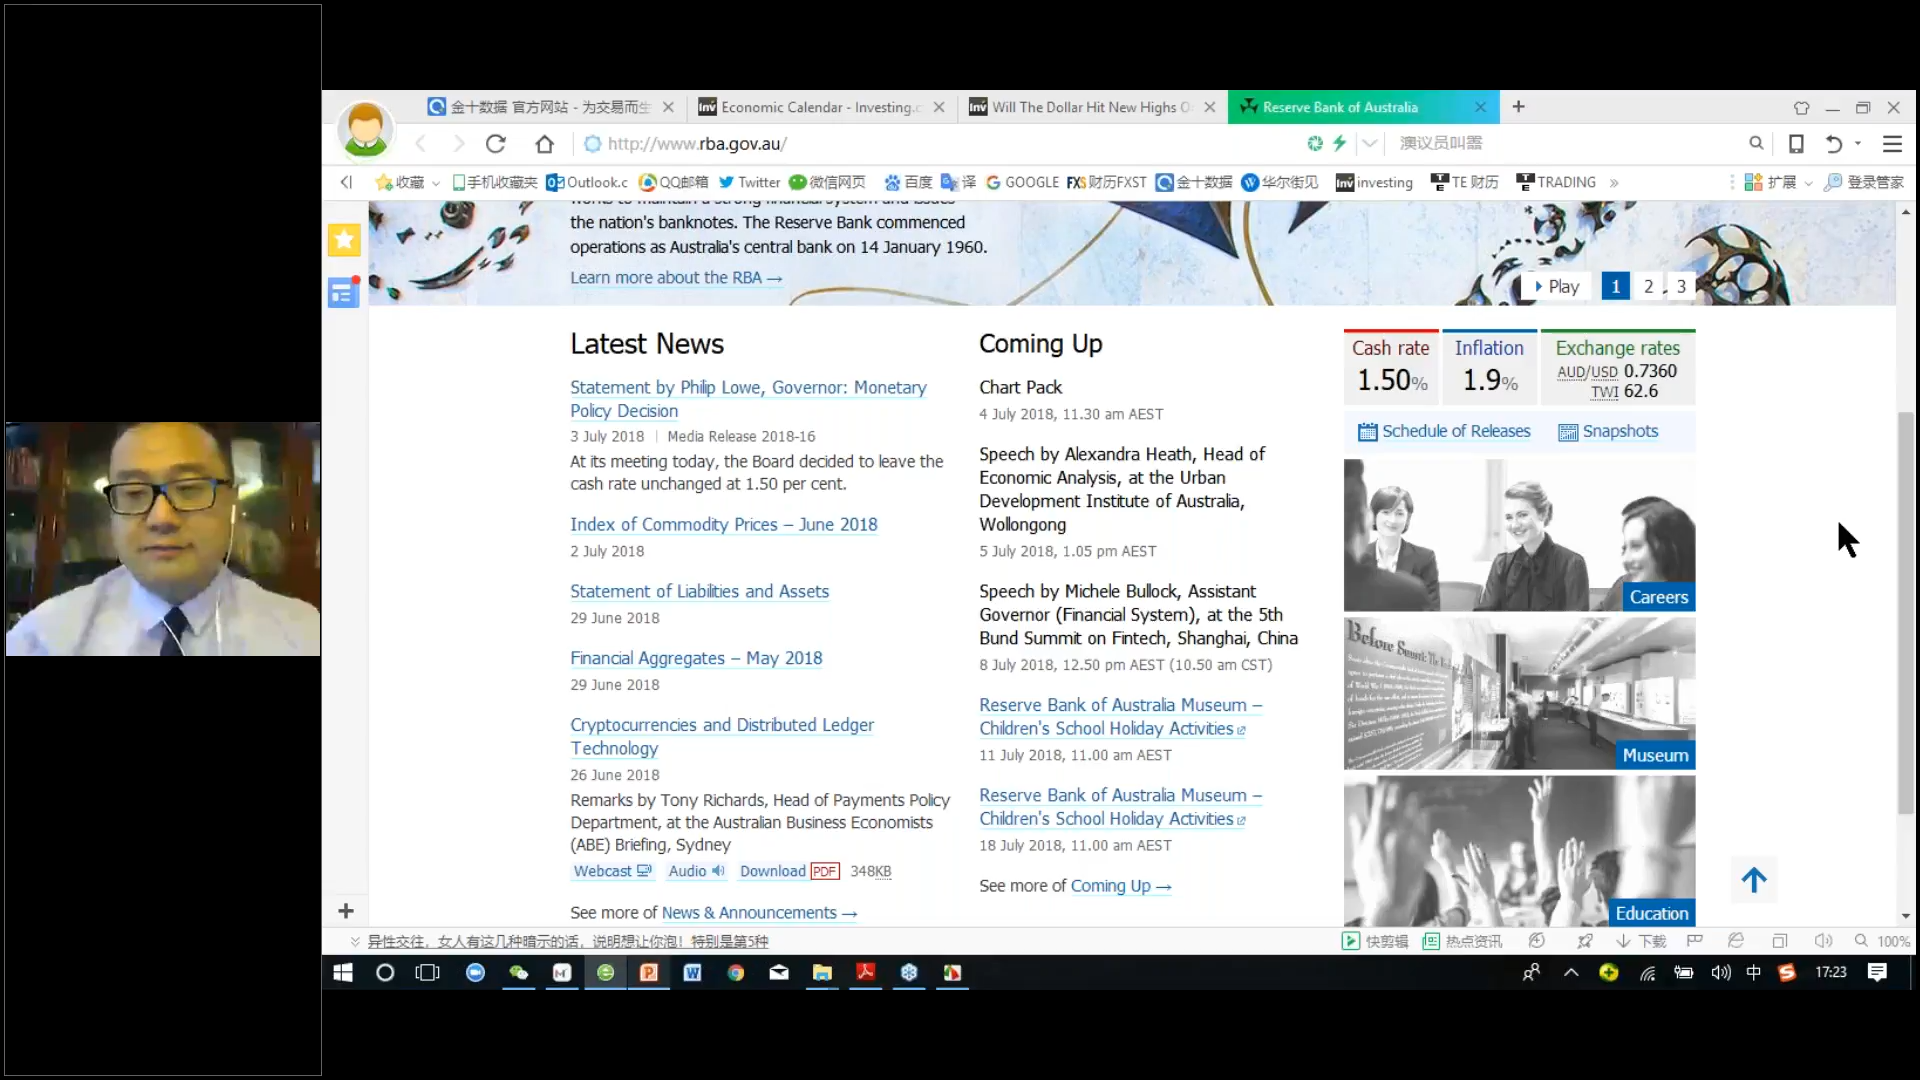 金十数据 官方网站 - 为交易而生
Economic Calendar - Investing.c
Will The Dollar Hit New Highs O
Reserve Bank of Australia
http://www.rba.gov.au/
澳议员叫嚣
收藏
手机收藏夹
Outlook.c
QQ邮箱
Twitter
微信网页
百度
译
GOOGLE
FXS 财历FXST
金十数据
华尔街见
Inv investing
TE 财历
TRADING
扩展
登录管家
works to maintain a strong financial system and issues
the nation's banknotes. The Reserve Bank commenced
operations as Australia's central bank on 14 January 1960.
Learn more about the RBA →
Play 1 2 3
Latest News
Statement by Philip Lowe, Governor: Monetary
Policy Decision
3 July 2018 | Media Release 2018-16
At its meeting today, the Board decided to leave the
cash rate unchanged at 1.50 per cent.
Index of Commodity Prices – June 2018
2 July 2018
Statement of Liabilities and Assets
29 June 2018
Financial Aggregates – May 2018
29 June 2018
Cryptocurrencies and Distributed Ledger
Technology
26 June 2018
Remarks by Tony Richards, Head of Payments Policy
Department, at the Australian Business Economists
(ABE) Briefing, Sydney
Webcast Audio Download PDF 348KB
See more of News & Announcements →
Coming Up
Chart Pack
4 July 2018, 11.30 am AEST
Speech by Alexandra Heath, Head of
Economic Analysis, at the Urban
Development Institute of Australia,
Wollongong
5 July 2018, 1.05 pm AEST
Speech by Michele Bullock, Assistant
Governor (Financial System), at the 5th
Bund Summit on Fintech, Shanghai, China
8 July 2018, 12.50 pm AEST (10.50 am CST)
Reserve Bank of Australia Museum –
Children's School Holiday Activities
11 July 2018, 11.00 am AEST
Reserve Bank of Australia Museum –
Children's School Holiday Activities
18 July 2018, 11.00 am AEST
See more of Coming Up →
Cash rate
1.50%
Inflation
1.9%
Exchange rates
AUD/USD 0.7360
TWI 62.6
Schedule of Releases
Snapshots
Careers
Museum
Education
异性交往，女人有这几种暗示的话，说明想让你泡！特别是第5种
快剪辑
热点资讯
下载
100%
中
17:23